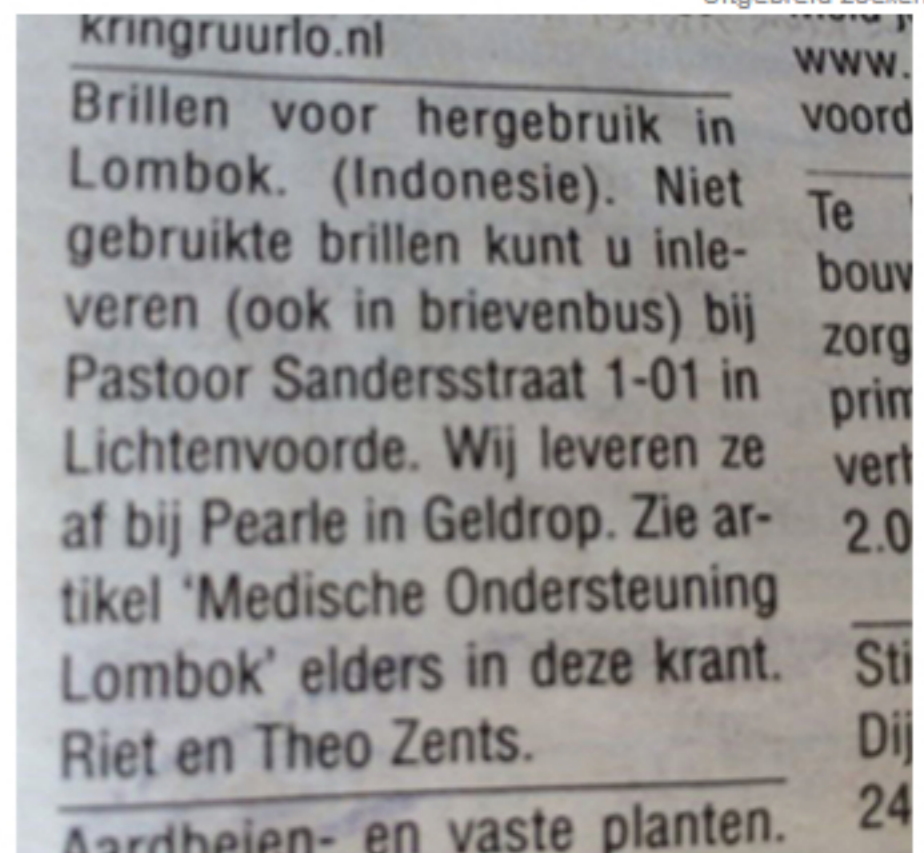 kringruurlo.nl
Brillen voor hergebruik in
Lombok. (Indonesie). Niet
gebruikte brillen kunt u inle-
veren (ook in brievenbus) bij
Pastoor Sandersstraat 1-01 in
Lichtenvoorde. Wij leveren ze
af bij Pearle in Geldrop. Zie ar-
tikel ‘Medische Ondersteuning
Lombok’ elders in deze krant.
Riet en Theo Zents.
Aardbeien- en vaste planten.
www.
voord
Te
bouw
zorg
prim
2.0
Sti
Dij
24